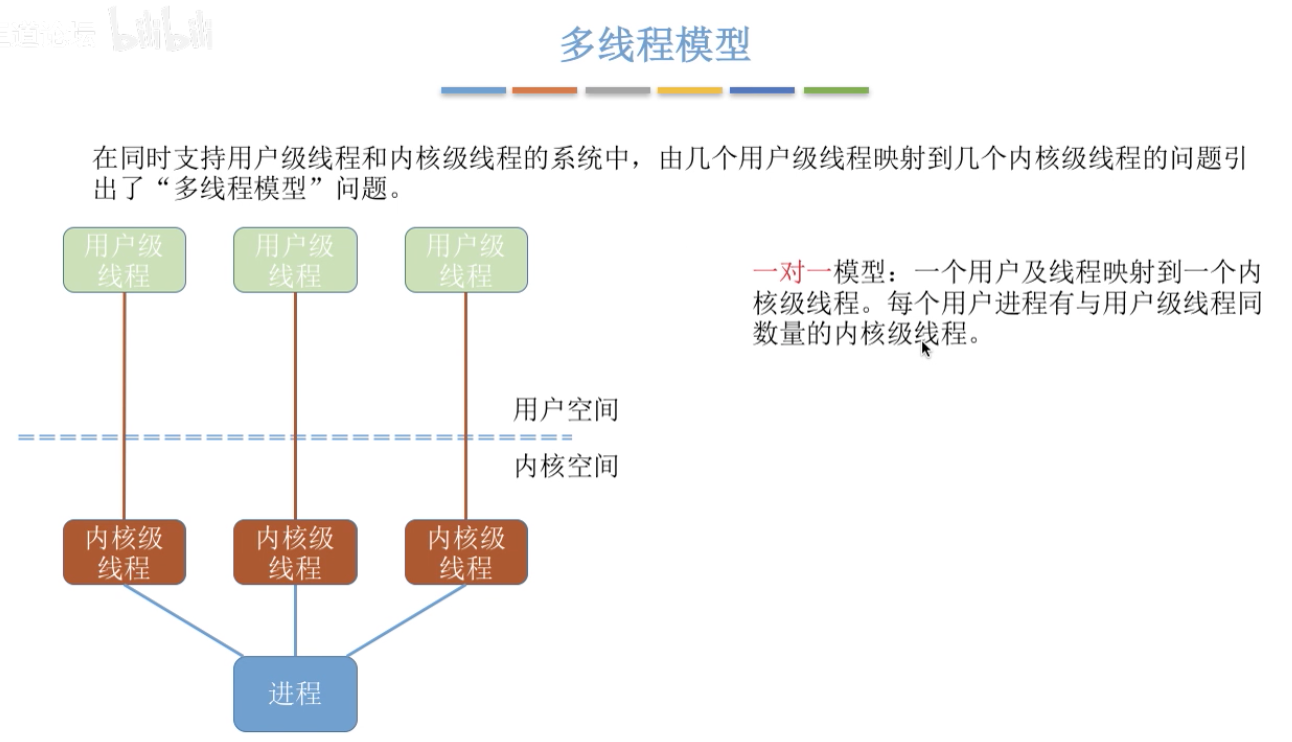 bilibili
多线程模型
在同时支持用户级线程和内核级线程的系统中，由几个用户级线程映射到几个内核级线程的问题引
出了“多线程模型”问题。
用户级
线程
用户级
线程
用户级
线程
一对一模型：一个用户及线程映射到一个内
核级线程。每个用户进程有与用户级线程同
数量的内核级线程。
用户空间
内核空间
内核级
线程
内核级
线程
内核级
线程
进程